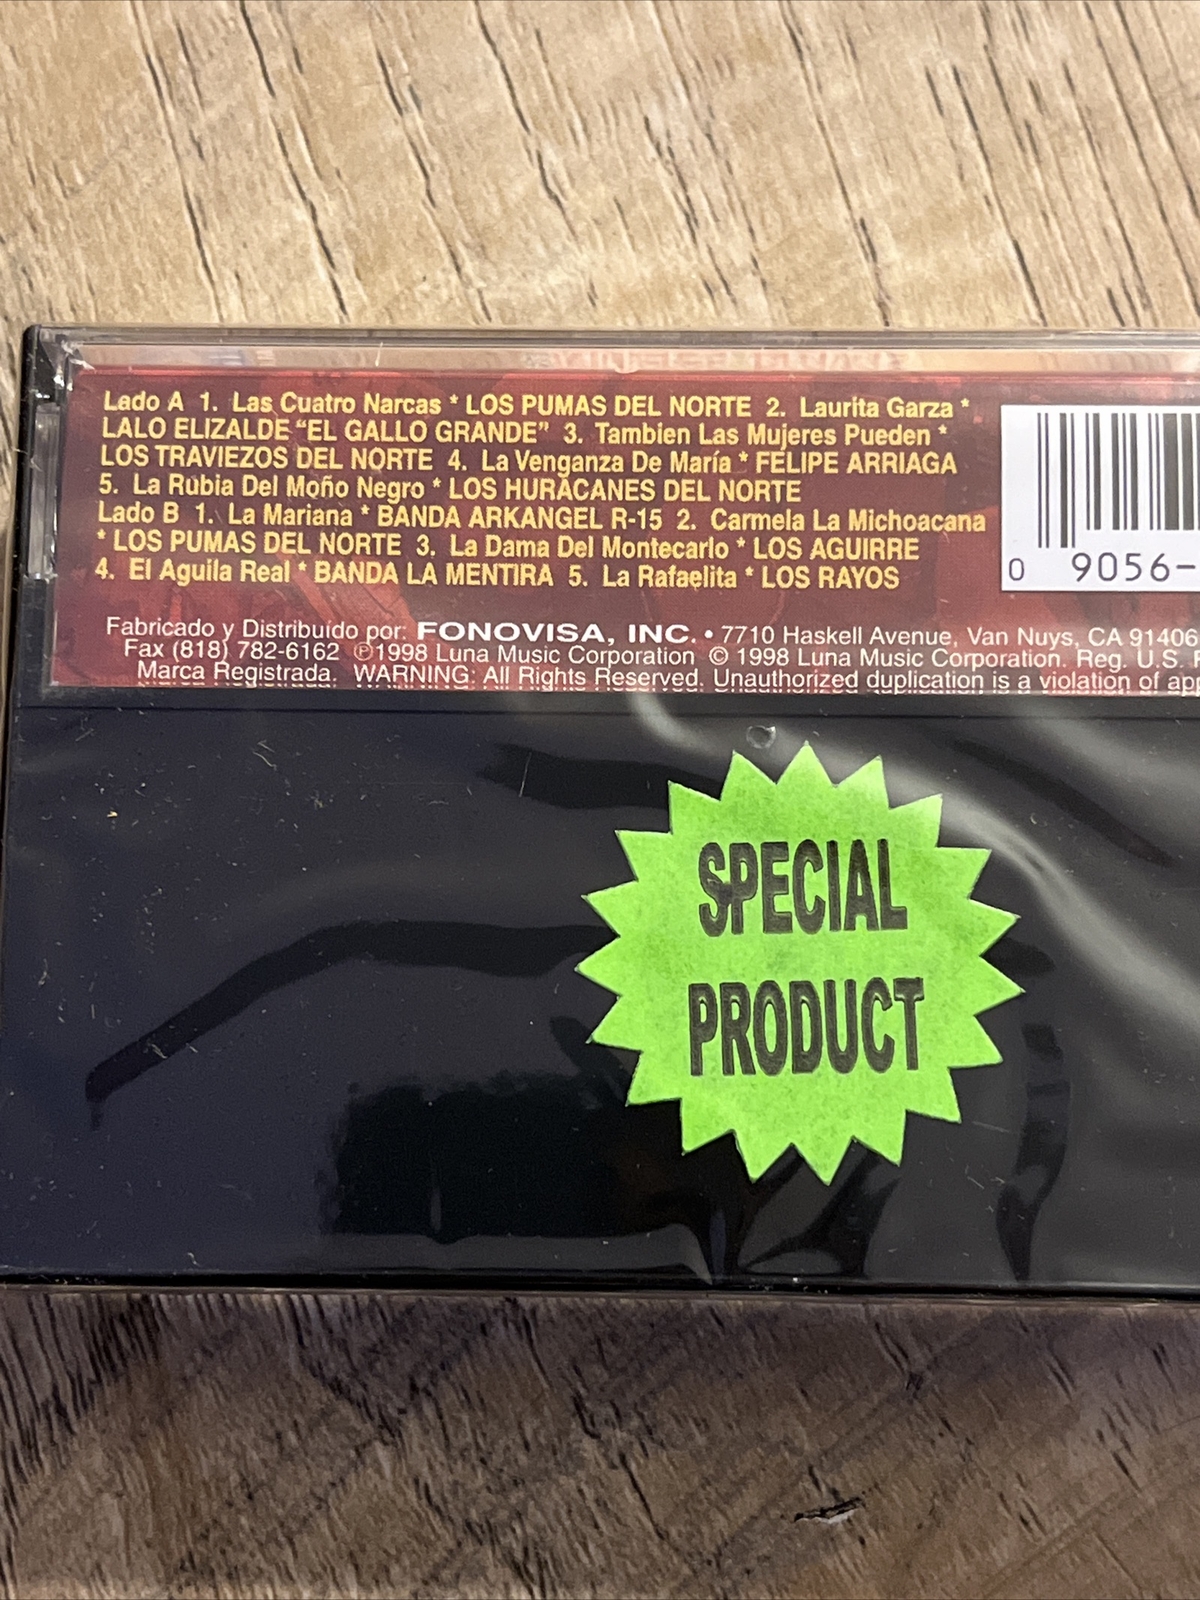 Lado A 1. Las Cuatro Narcas * LOS PUMAS DEL NORTE 2. Laurita Garza *
LALO ELIZALDE "EL GALLO GRANDE" 3. Tambien Las Mujeres Pueden *
LOS TRAVIEZOS DEL NORTE 4. La Venganza De María * FELIPE ARRIAGA
5. La Rubia Del Moño Negro * LOS HURACANES DEL NORTE
Lado B 1. La Mariana * BANDA ARKANGEL R-15 2. Carmela La Michoacana
* LOS PUMAS DEL NORTE 3. La Dama Del Montecarlo * LOS AGUIRRE
4. El Aguila Real * BANDA LA MENTIRA 5. La Rafaelita * LOS RAYOS
0 9056-
Fabricado y Distribuido por: FONOVISA, INC. • 7710 Haskell Avenue, Van Nuys, CA 91406
Fax (818) 782-6162 ℗1998 Luna Music Corporation © 1998 Luna Music Corporation. Reg. U.S.
Marca Registrada. WARNING: All Rights Reserved. Unauthorized duplication is a violation of
SPECIAL
PRODUCT